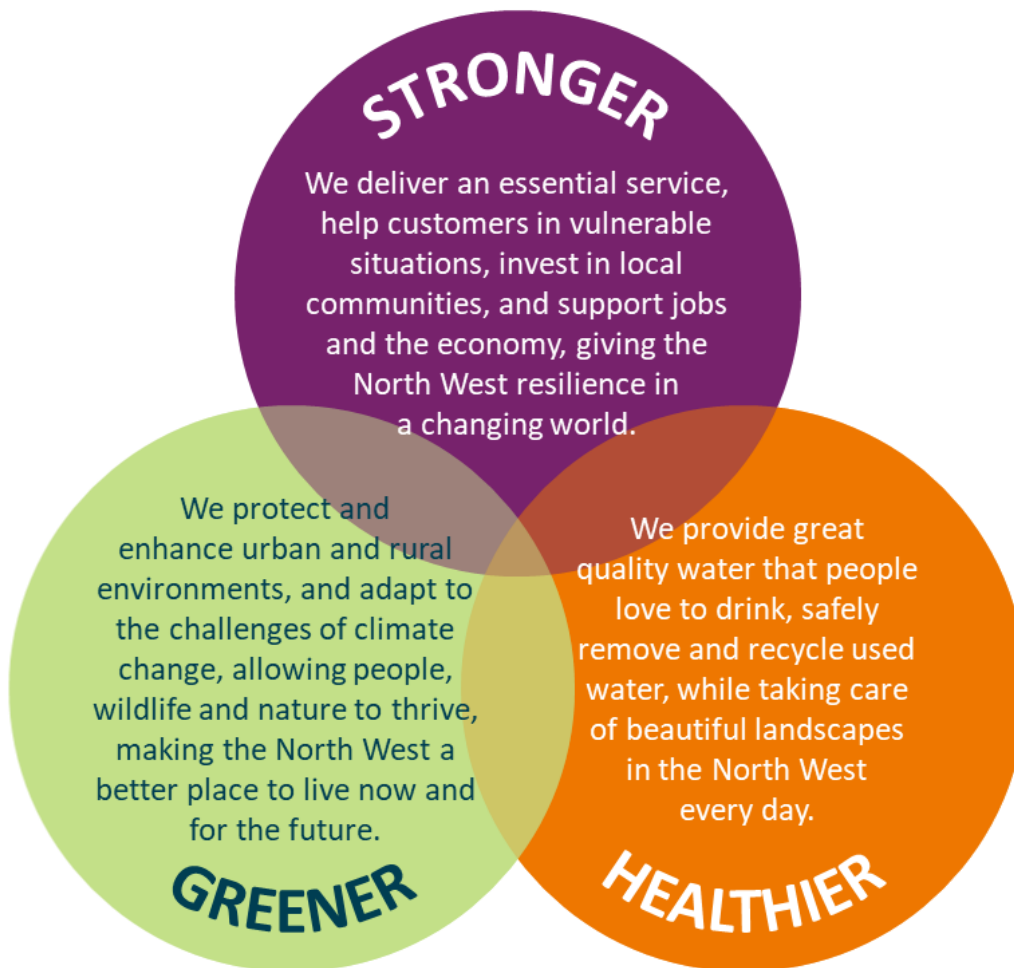 STRONGER
We deliver an essential service,
help customers in vulnerable
situations, invest in local
communities, and support jobs
and the economy, giving the
North West resilience in
a changing world.
We protect and
enhance urban and rural
environments, and adapt to
the challenges of climate
change, allowing people,
wildlife and nature to thrive,
making the North West a
better place to live now and
for the future.
GREENER
We provide great
quality water that people
love to drink, safely
remove and recycle used
water, while taking care
of beautiful landscapes
in the North West
every day.
HEALTHIER